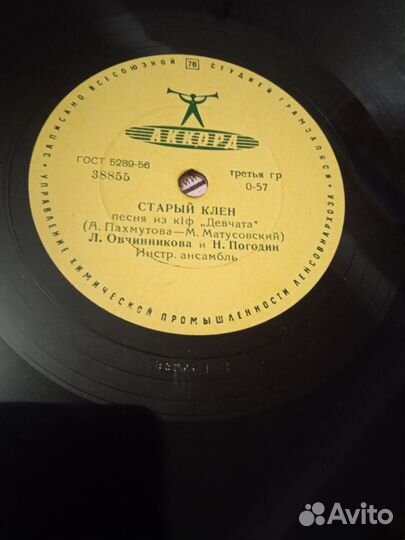 ЗАПИСАНО ВСЕСОЮЗНОЙ 78 СТУДИЕЙ ГРАМЗАПИСИ
АККОРД
ГОСТ 5289-56
38855
третья гр
0-57
СТАРЫЙ КЛЕН
песня из к/ф „Девчата"
(А. Пахмутова—М. Матусовский)
Л. Овчинникова и Н. Погодин
Инстр. ансамбль
УПРАВЛЕНИЕ ХИМИЧЕСКОЙ ПРОМЫШЛЕННОСТИ ЛЕНСОВНАРХОЗА
Avito